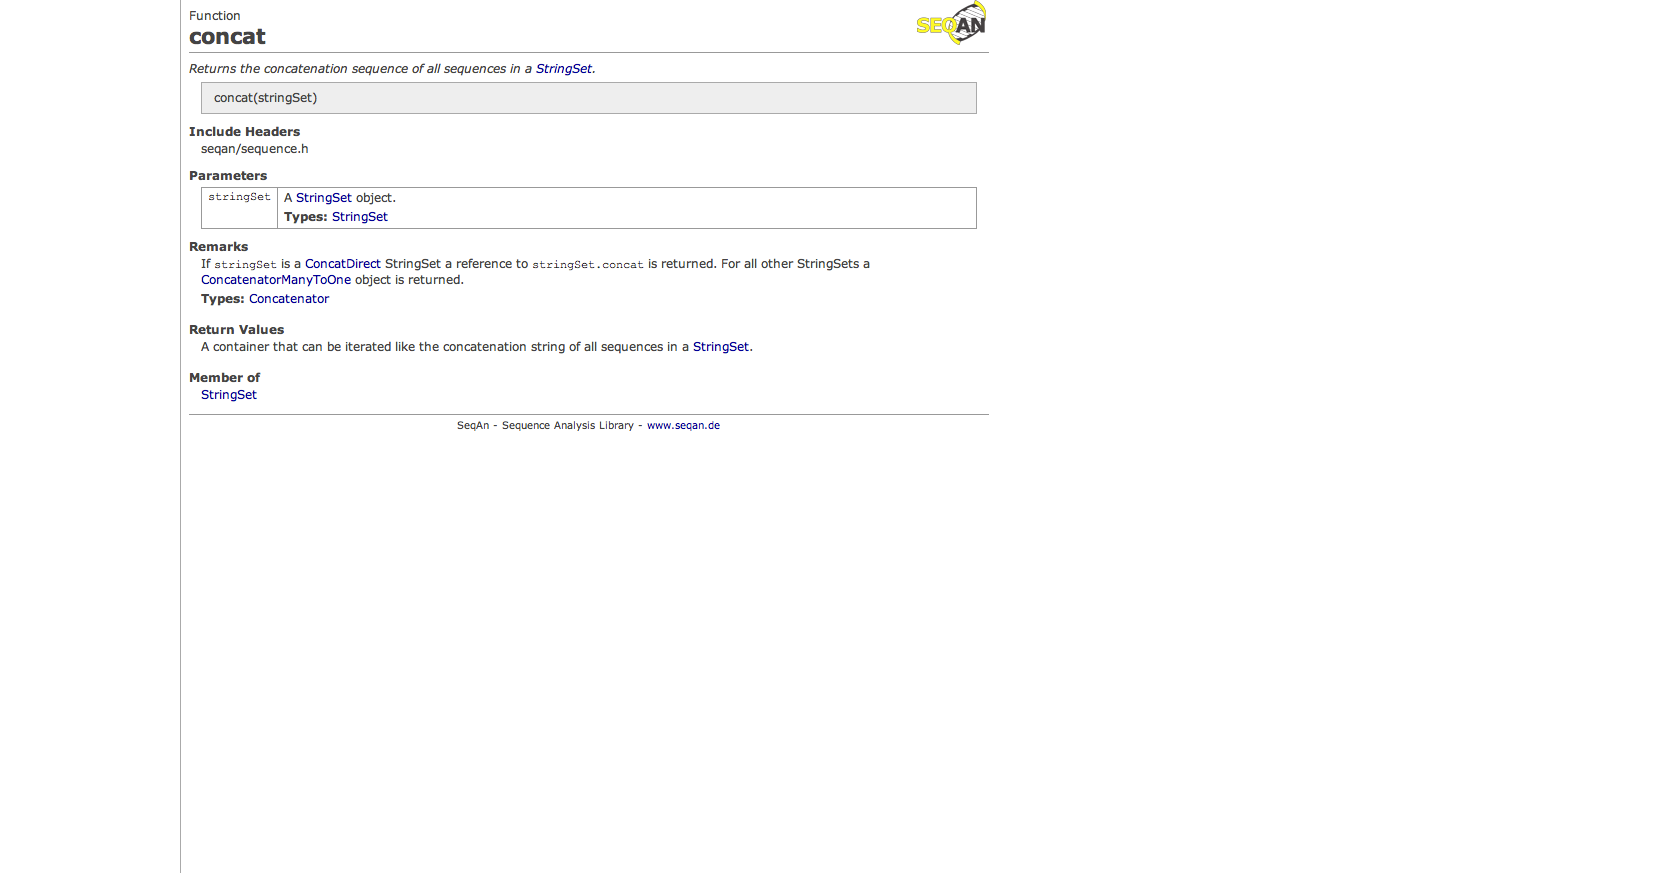 Function
concat
SEQAN
Returns the concatenation sequence of all sequences in a StringSet.
concat(stringSet)
Include Headers
seqan/sequence.h
Parameters
stringSet A StringSet object.
Types: StringSet
Remarks
If stringSet is a ConcatDirect StringSet a reference to stringSet.concat is returned. For all other StringSets a
ConcatenatorManyToOne object is returned.
Types: Concatenator
Return Values
A container that can be iterated like the concatenation string of all sequences in a StringSet.
Member of
StringSet
SeqAn - Sequence Analysis Library - www.seqan.de